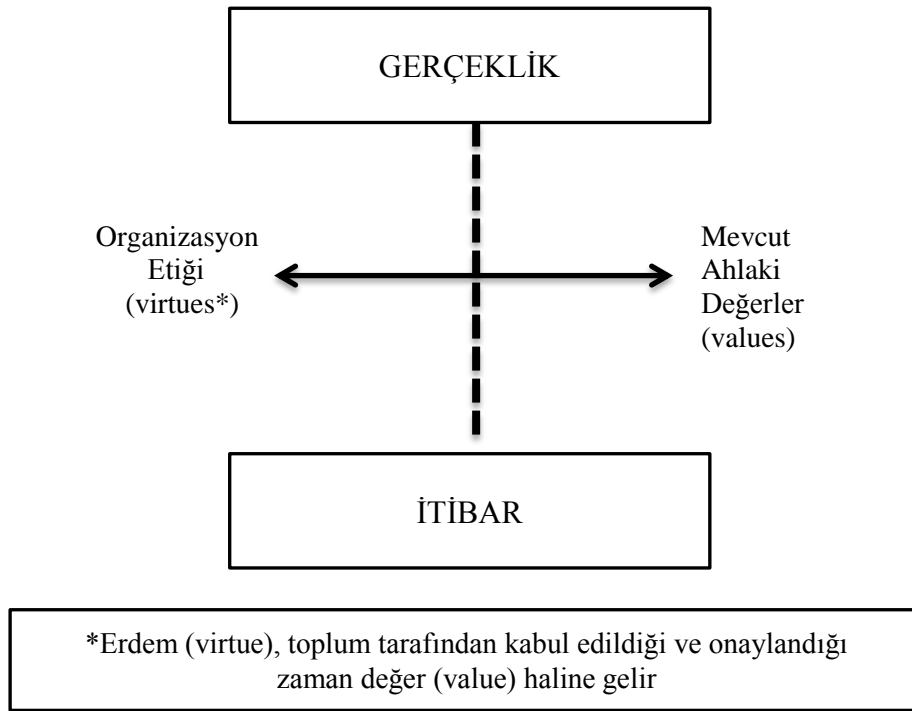 GERÇEKLİK
Organizasyon
Etiği
(virtues*)
Mevcut
Ahlaki
Değerler
(values)
İTİBAR
*Erdem (virtue), toplum tarafından kabul edildiği ve onaylandığı
zaman değer (value) haline gelir